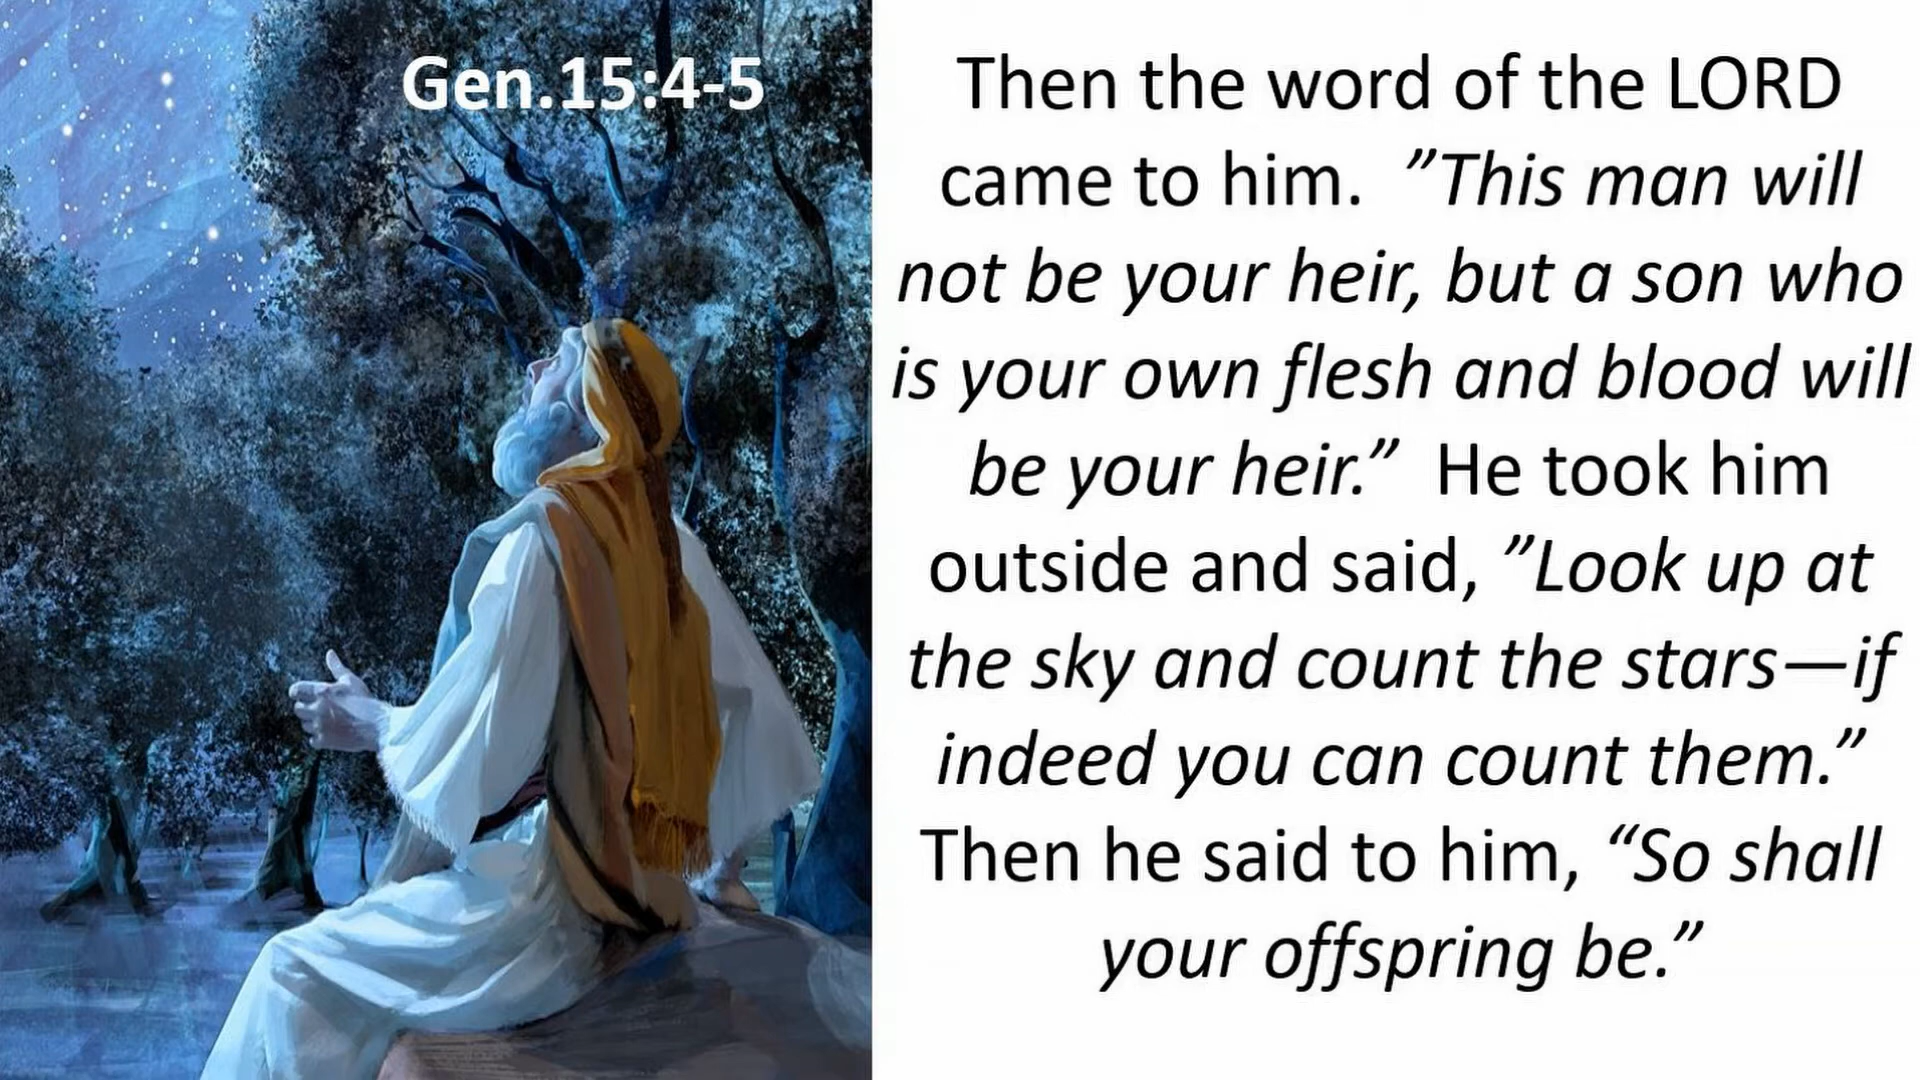 Gen.15:4-5
Then the word of the LORD
came to him.  ”This man will
not be your heir, but a son who
is your own flesh and blood will
be your heir.”  He took him
outside and said, ”Look up at
the sky and count the stars—if
indeed you can count them.”
Then he said to him, “So shall
your offspring be.”